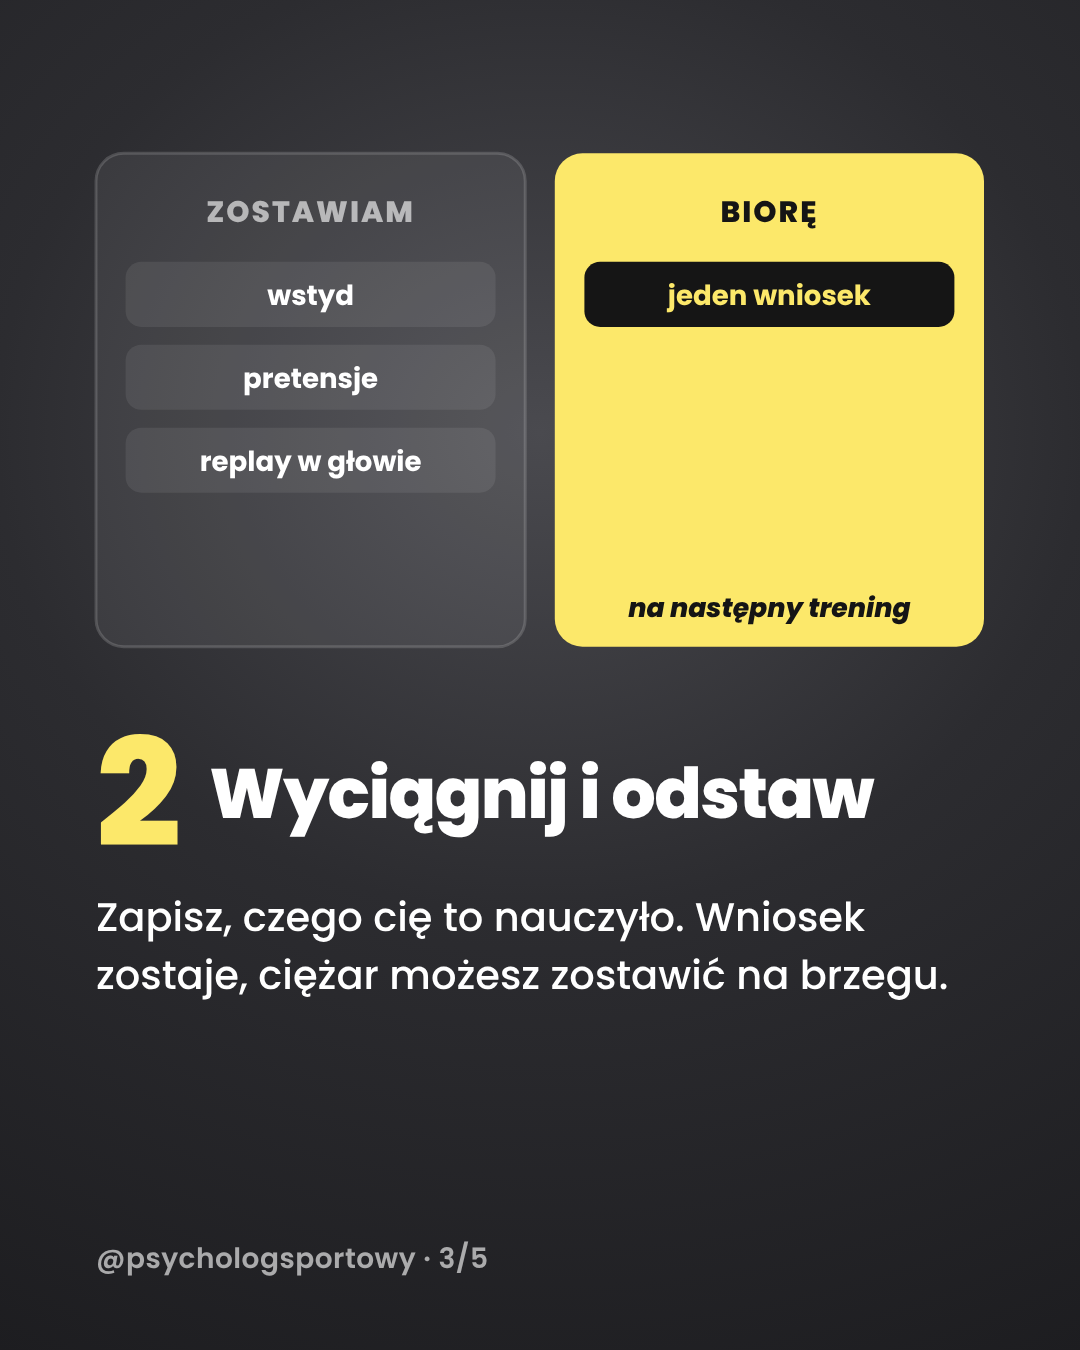 ZOSTAWIAM
wstyd
pretensje
replay w głowie
BIORĘ
jeden wniosek
na następny trening
2 Wyciągnij i odstaw
Zapisz, czego cię to nauczyło. Wniosek
zostaje, ciężar możesz zostawić na brzegu.
@psychologsportowy · 3/5